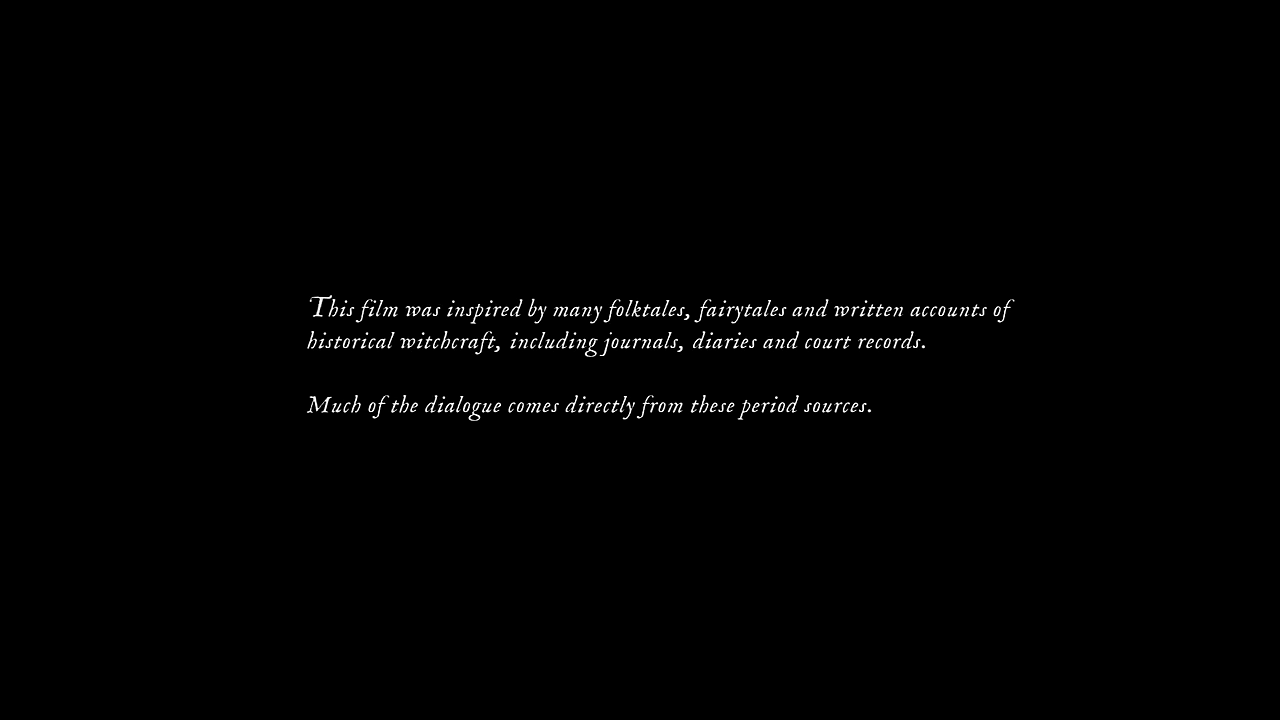 This film was inspired by many folktales, fairytales and written accounts of
historical witchcraft, including journals, diaries and court records.
Much of the dialogue comes directly from these period sources.